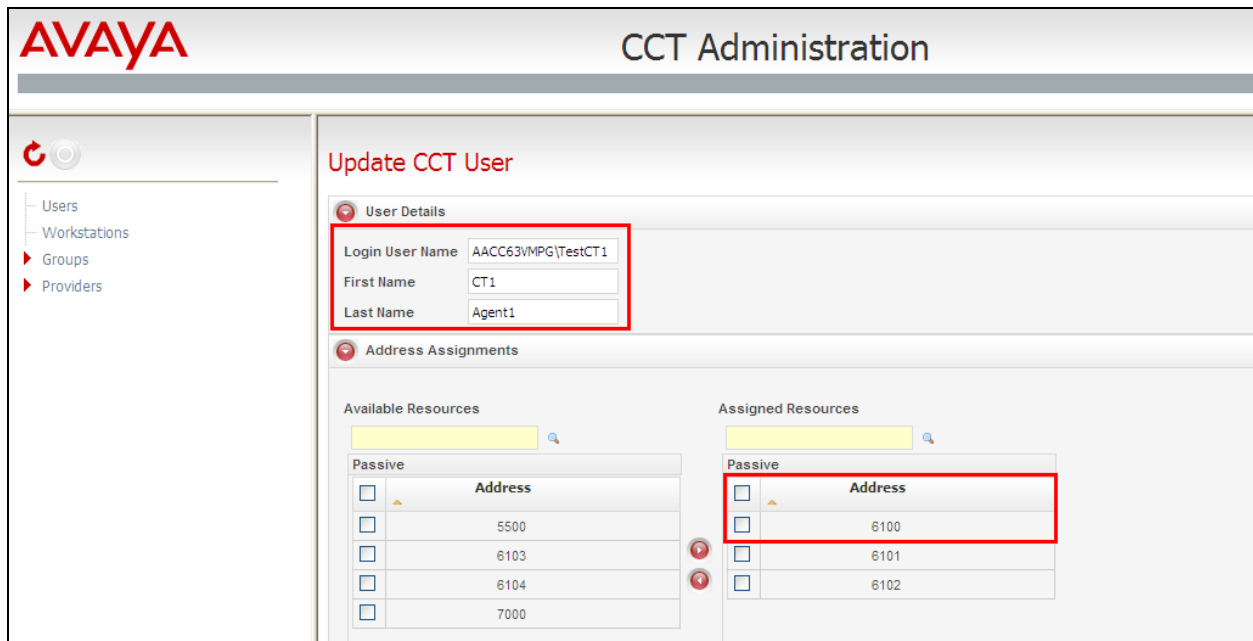 AVAYA
CCT Administration
Users
Workstations
Groups
Providers
Update CCT User
User Details
Login User Name AACC63VMPG\TestCT1
First Name CT1
Last Name Agent1
Address Assignments
Available Resources
Passive
Address
5500
6103
6104
7000
Assigned Resources
Passive
Address
6100
6101
6102